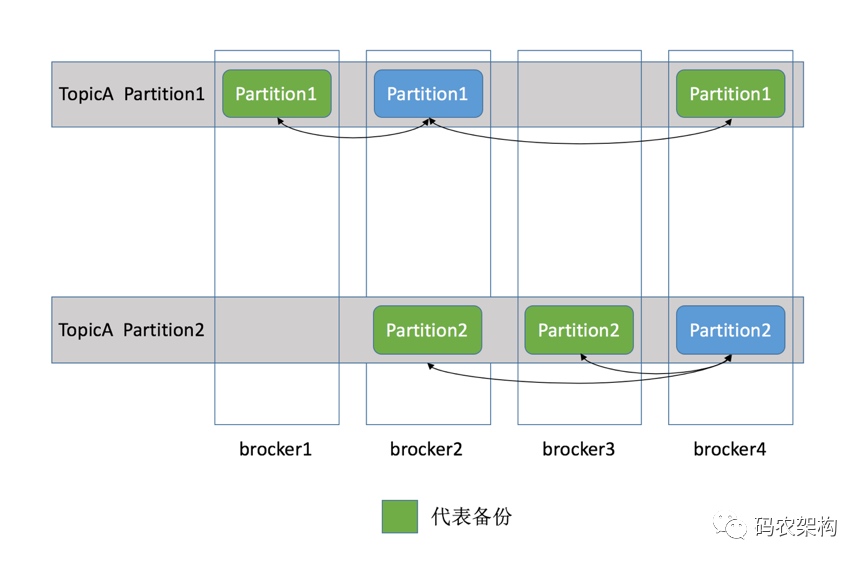 TopicA Partition1 Partition1 Partition1 Partition1
TopicA Partition2 Partition2 Partition2 Partition2
brocker1 brocker2 brocker3 brocker4
代表备份
码农架构